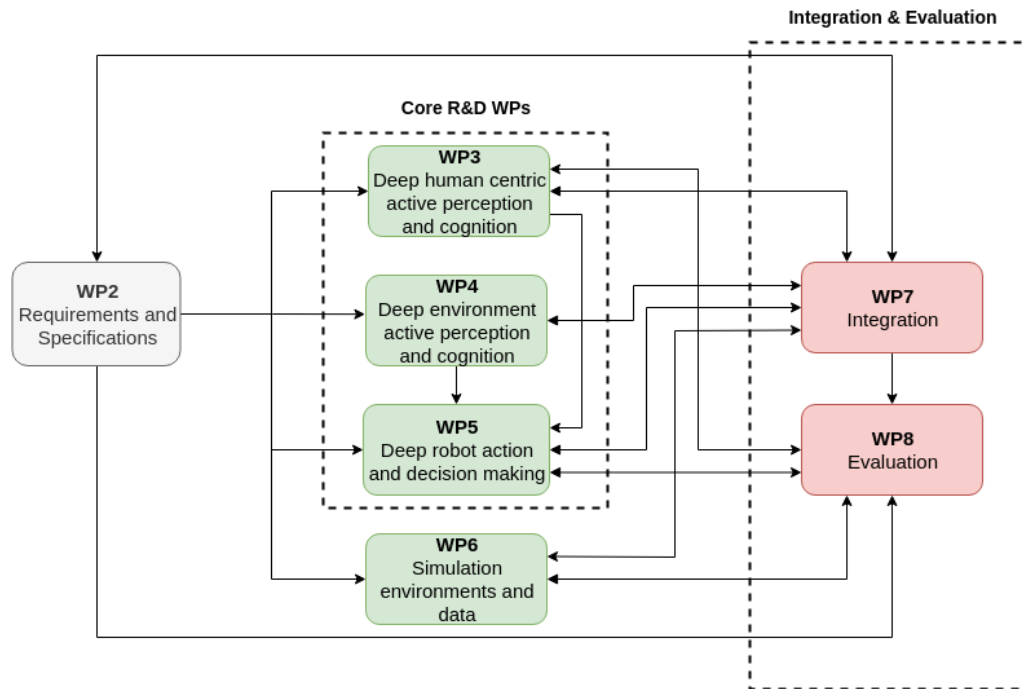 Integration & Evaluation
Core R&D WPs
WP3
Deep human centric
active perception
and cognition
WP2
Requirements and
Specifications
WP4
Deep environment
active perception
and cognition
WP7
Integration
WP5
Deep robot action
and decision making
WP8
Evaluation
WP6
Simulation
environments and
data